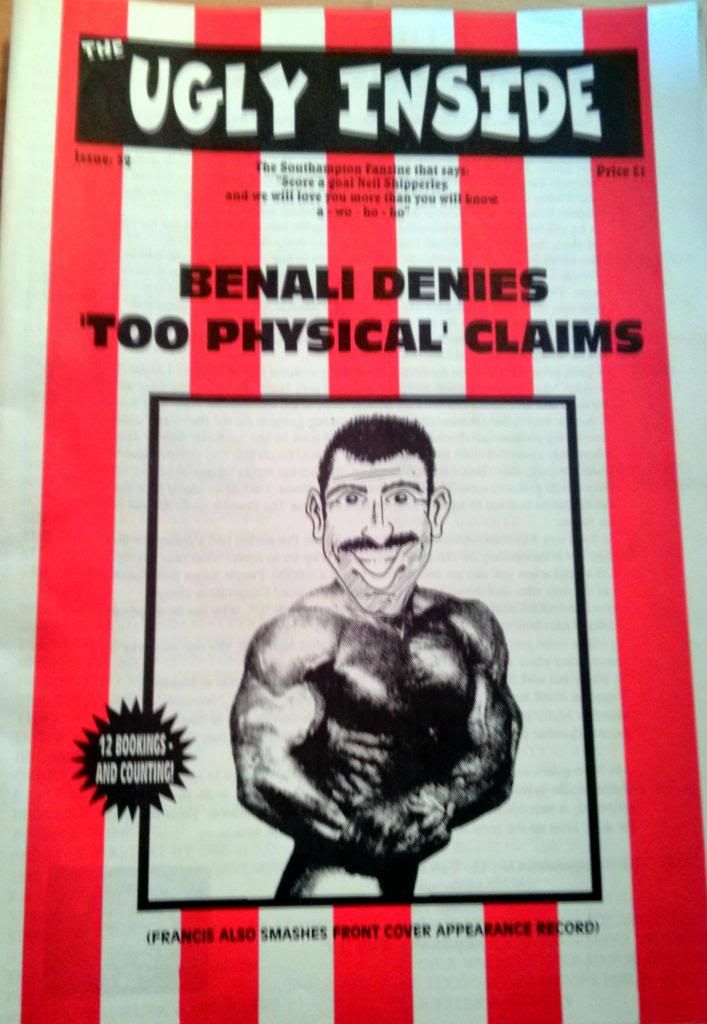 THE
UGLY INSIDE
Issue: 32
Price £1
The Southampton Fanzine that says:
"Score a goal Neil Shipperley,
and we will love you more than you will know
a - wo - ho - ho"
BENALI DENIES
'TOO PHYSICAL' CLAIMS
12 BOOKINGS -
AND COUNTING!
(FRANCIS ALSO SMASHES FRONT COVER APPEARANCE RECORD)